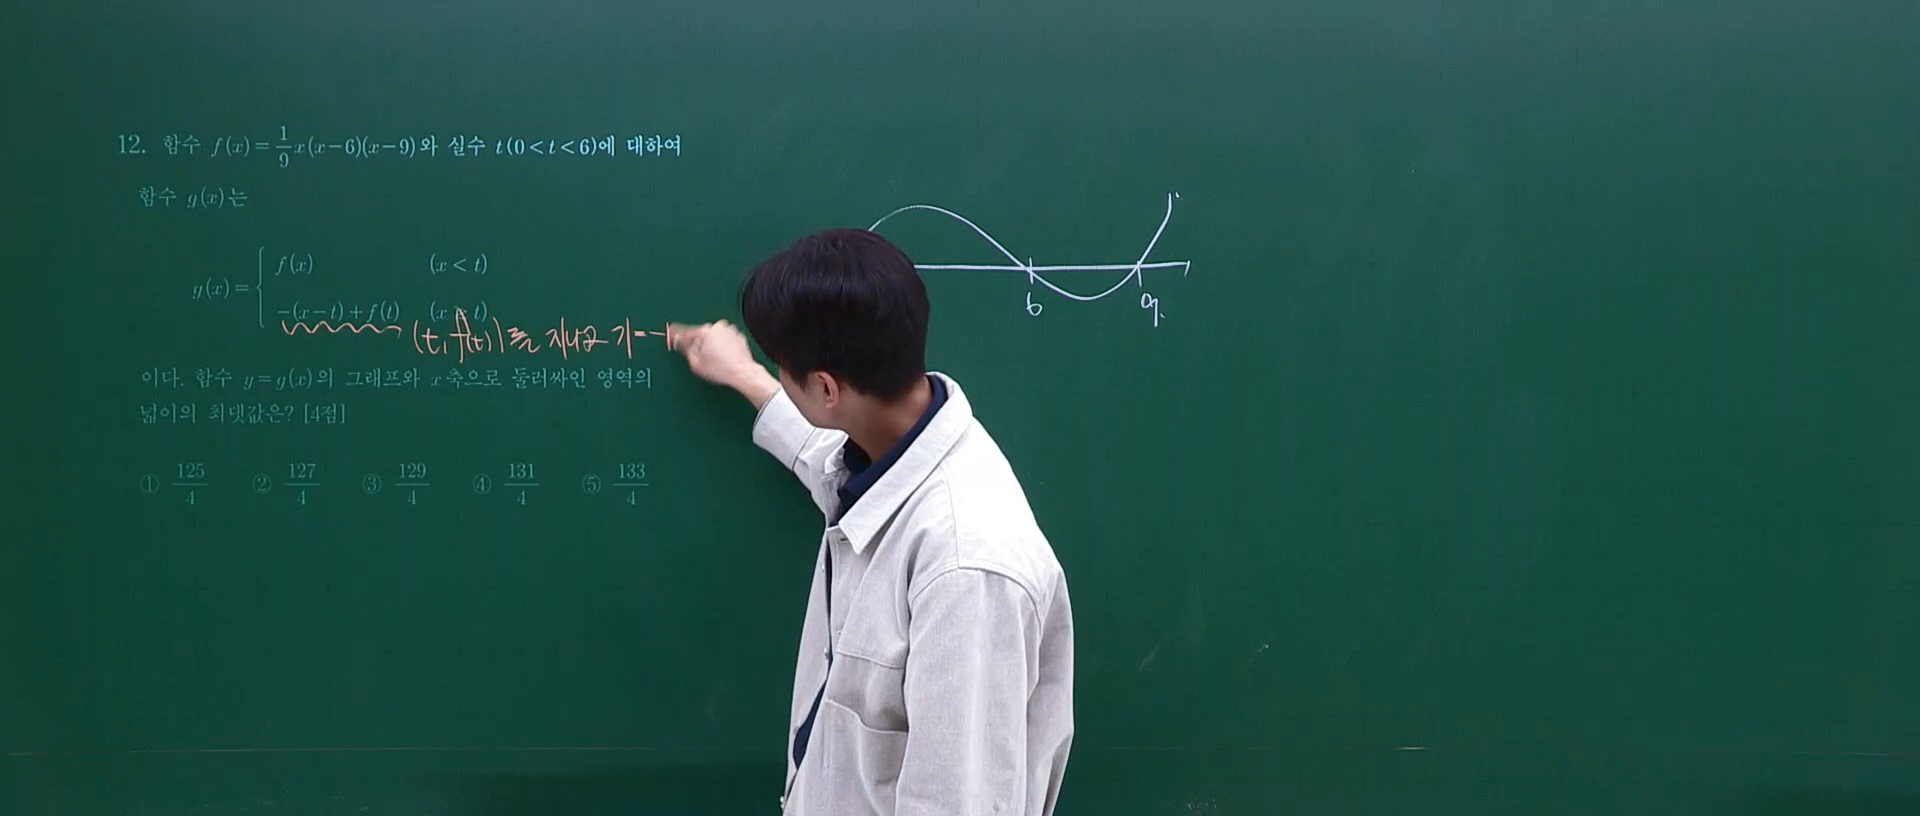 12. 함수 f(x)=1/9 x(x-6)(x-9)와 실수 t(0<t<6)에 대하여
함수 g(x)는
g(x)={ f(x) (x<t)
-(x-t)+f(t) (x t)
(t, f(t))를 지나고 기=-1
이다. 함수 y=g(x)의 그래프와 x축으로 둘러싸인 영역의
넓이의 최댓값은? [4점]
① 125/4 ② 127/4 ③ 129/4 ④ 131/4 ⑤ 133/4
6 9